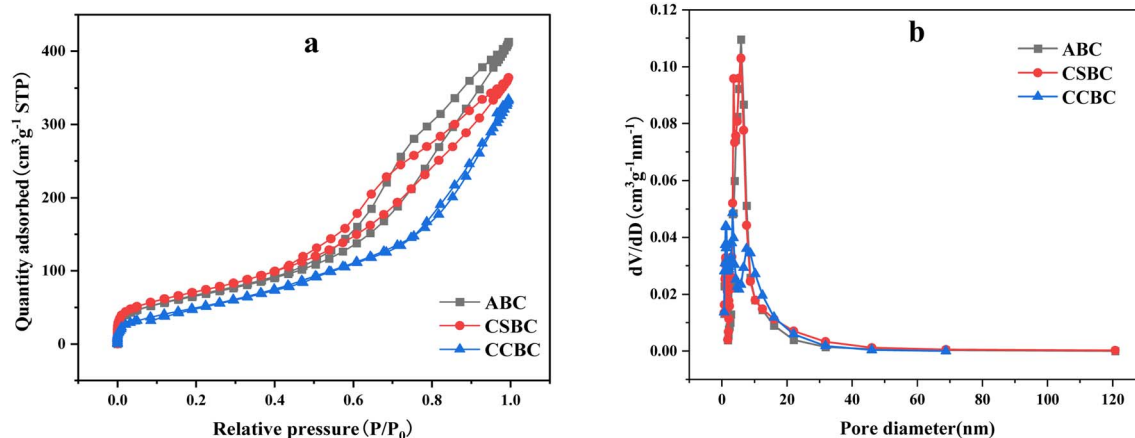 a
400
300
200
100
0
Quantity adsorbed (cm³g⁻¹ STP)
ABC
CSBC
CCBC
0.0 0.2 0.4 0.6 0.8 1.0
Relative pressure (P/P₀)
b
0.12
0.10
0.08
0.06
0.04
0.02
0.00
dV/dD (cm³g⁻¹nm⁻¹)
ABC
CSBC
CCBC
0 20 40 60 80 100 120
Pore diameter(nm)